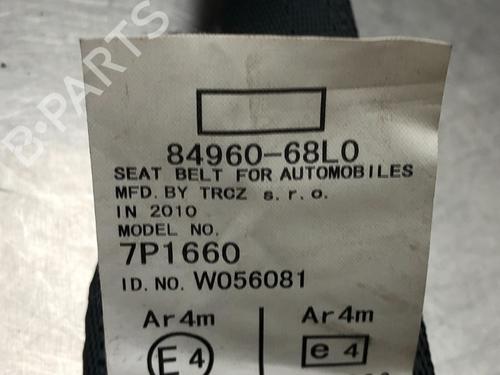 84960-68L0
SEAT BELT FOR AUTOMOBILES
MFD. BY TRCZ s. r. o.
IN 2010
MODEL NO.
7P1660
ID. NO. W056081
Ar4m Ar4m
E 4 e 4
B-PARTS